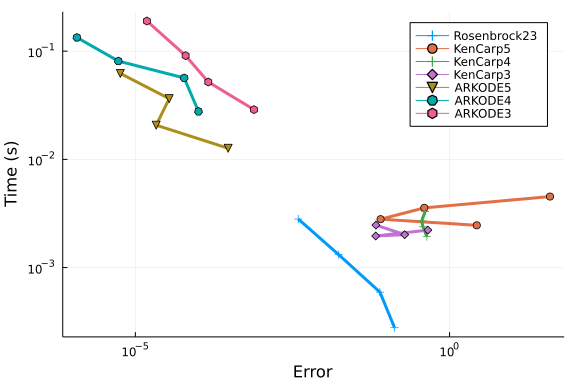 Time (s)
10⁻¹
10⁻²
10⁻³
Rosenbrock23
KenCarp5
KenCarp4
KenCarp3
ARKODE5
ARKODE4
ARKODE3
10⁻⁵
10⁰
Error